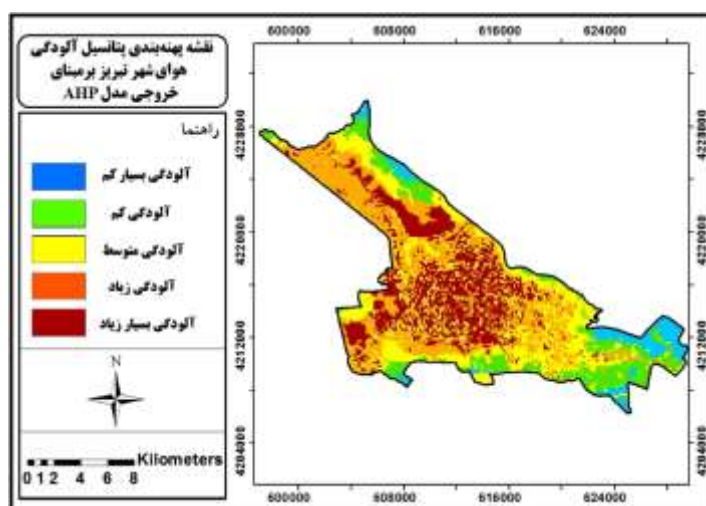 نقشه پهنه‌بندی پتانسیل آلودگی
هوای شهر تبریز برمبنای
خروجی مدل AHP
راهنما
آلودگی بسیار کم
آلودگی کم
آلودگی متوسط
آلودگی زیاد
آلودگی بسیار زیاد
N
Kilometers
0 1 2 4 6 8
600000 608000 616000 624000
4228000 4228000
4220000 4220000
4212000 4212000
4204000 4204000
600000 608000 616000 624000